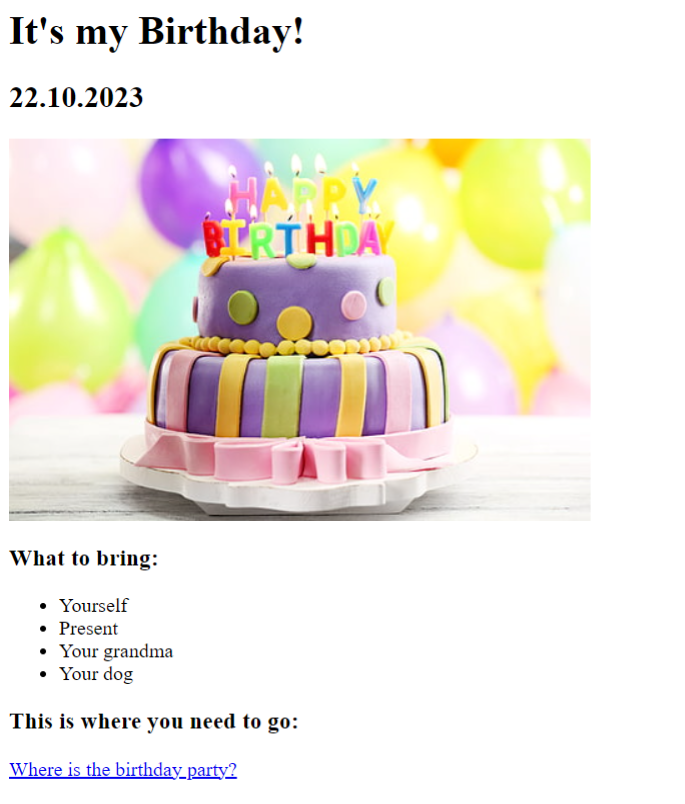 It's my Birthday!
22.10.2023
HAPPY
BIRTHDAY
What to bring:
Yourself
Present
Your grandma
Your dog
This is where you need to go:
Where is the birthday party?